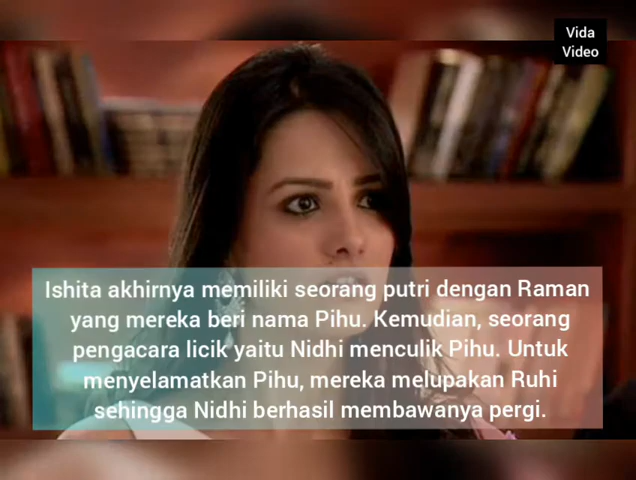 Vida
Video
Ishita akhirnya memiliki seorang putri dengan Raman
yang mereka beri nama Pihu. Kemudian, seorang
pengacara licik yaitu Nidhi menculik Pihu. Untuk
menyelamatkan Pihu, mereka melupakan Ruhi
sehingga Nidhi berhasil membawanya pergi.